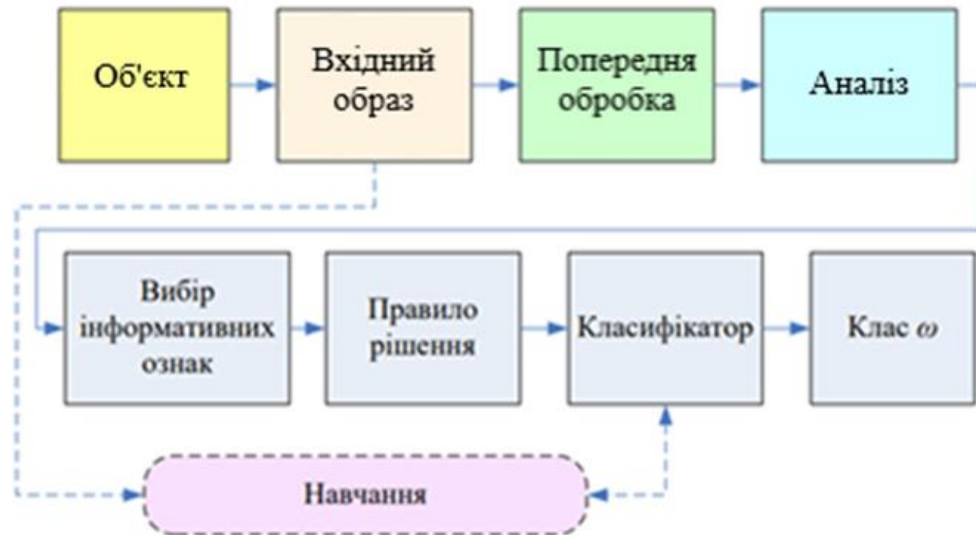 Об'єкт
Вхідний
образ
Попередня
обробка
Аналіз
Вибір
інформативних
ознак
Правило
рішення
Класифікатор
Клас ω
Навчання